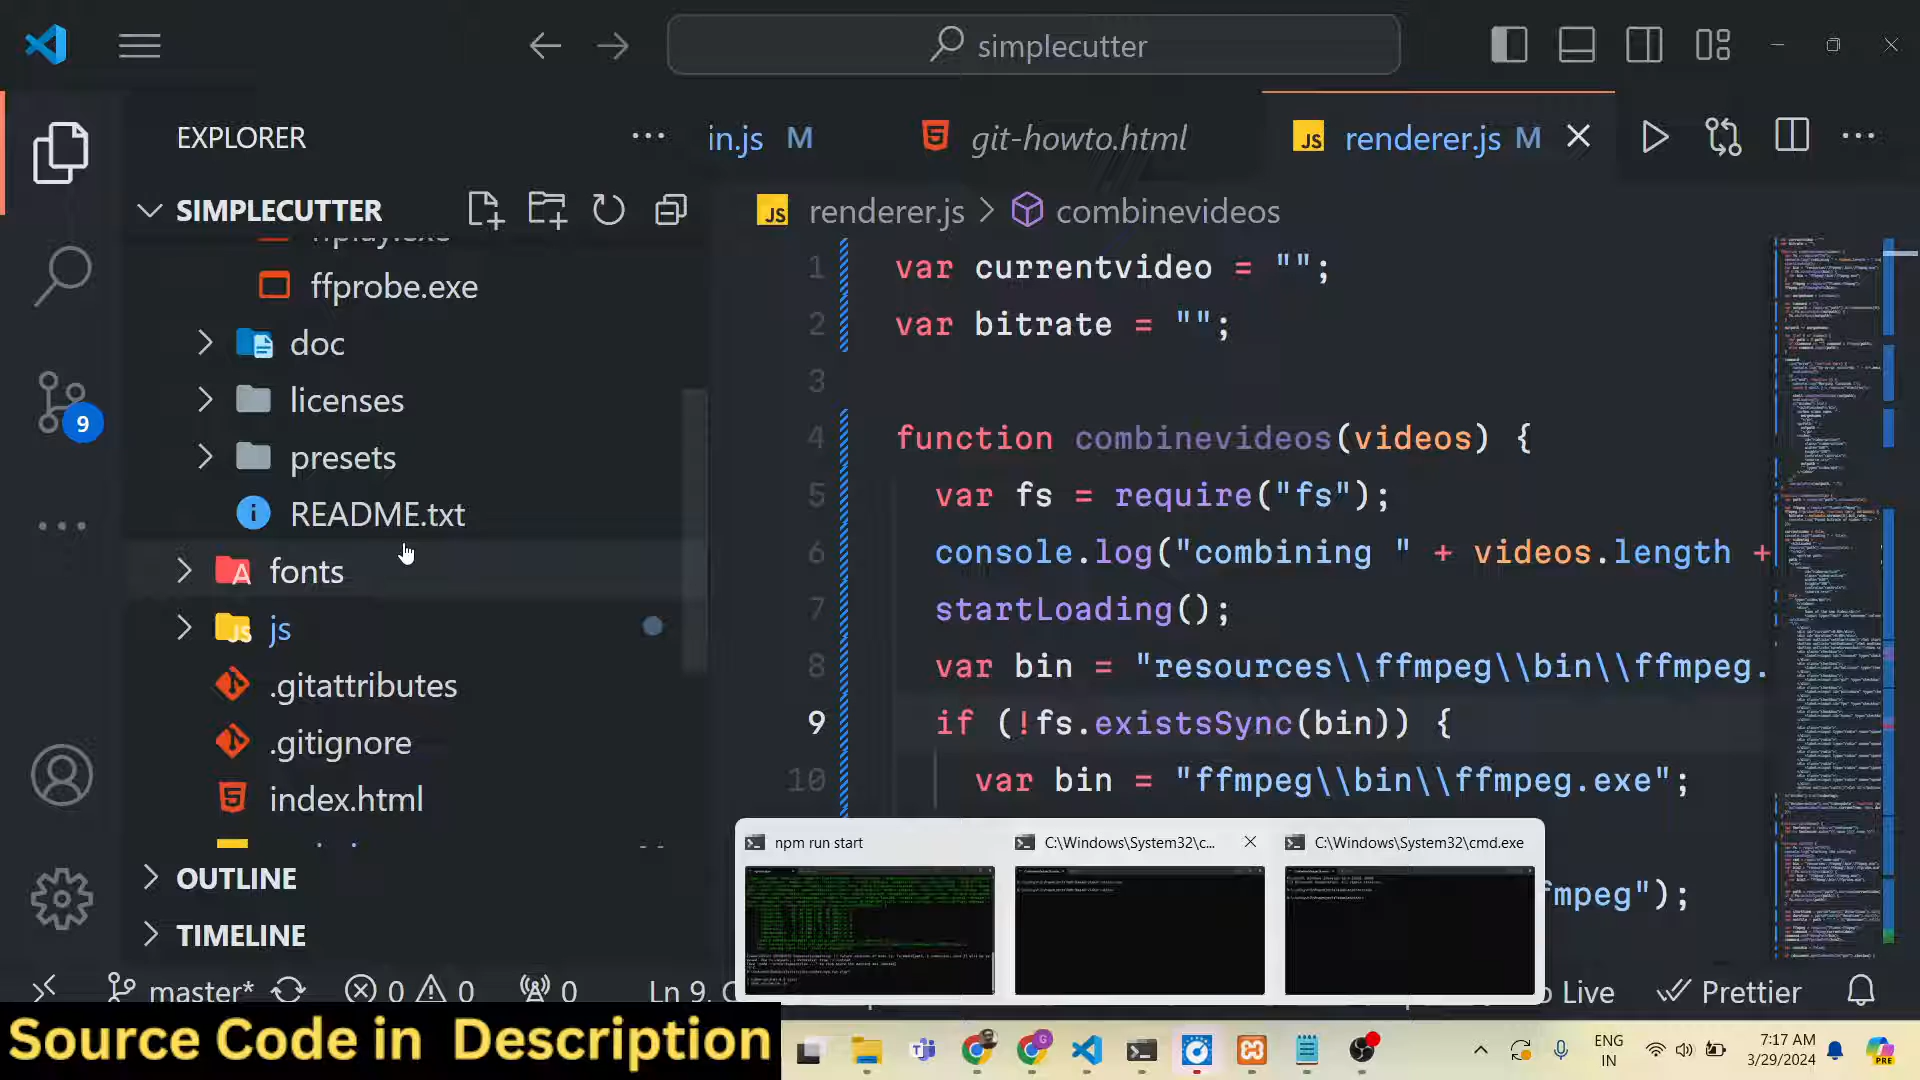 simplecutter
EXPLORER
in.js M
git-howto.html
renderer.js M
SIMPLECUTTER
renderer.js > combinevideos
ffplay.exe
ffprobe.exe
doc
licenses
presets
README.txt
fonts
js
.gitattributes
.gitignore
index.html
OUTLINE
TIMELINE
1 var currentvideo = "";
2 var bitrate = "";
3
4 function combinevideos(videos) {
5 var fs = require("fs");
6 console.log("combining " + videos.length +
7 startLoading();
8 var bin = "resources\\ffmpeg\\bin\\ffmpeg.
9 if (!fs.existsSync(bin)) {
10 var bin = "ffmpeg\\bin\\ffmpeg.exe";
fmpeg");
npm run start
C:\Windows\System32\c...
C:\Windows\System32\cmd.exe
9
master* 0 0 0
Ln 9,
Live
Prettier
Source Code in Description
ENG
IN
7:17 AM
3/29/2024
PRE